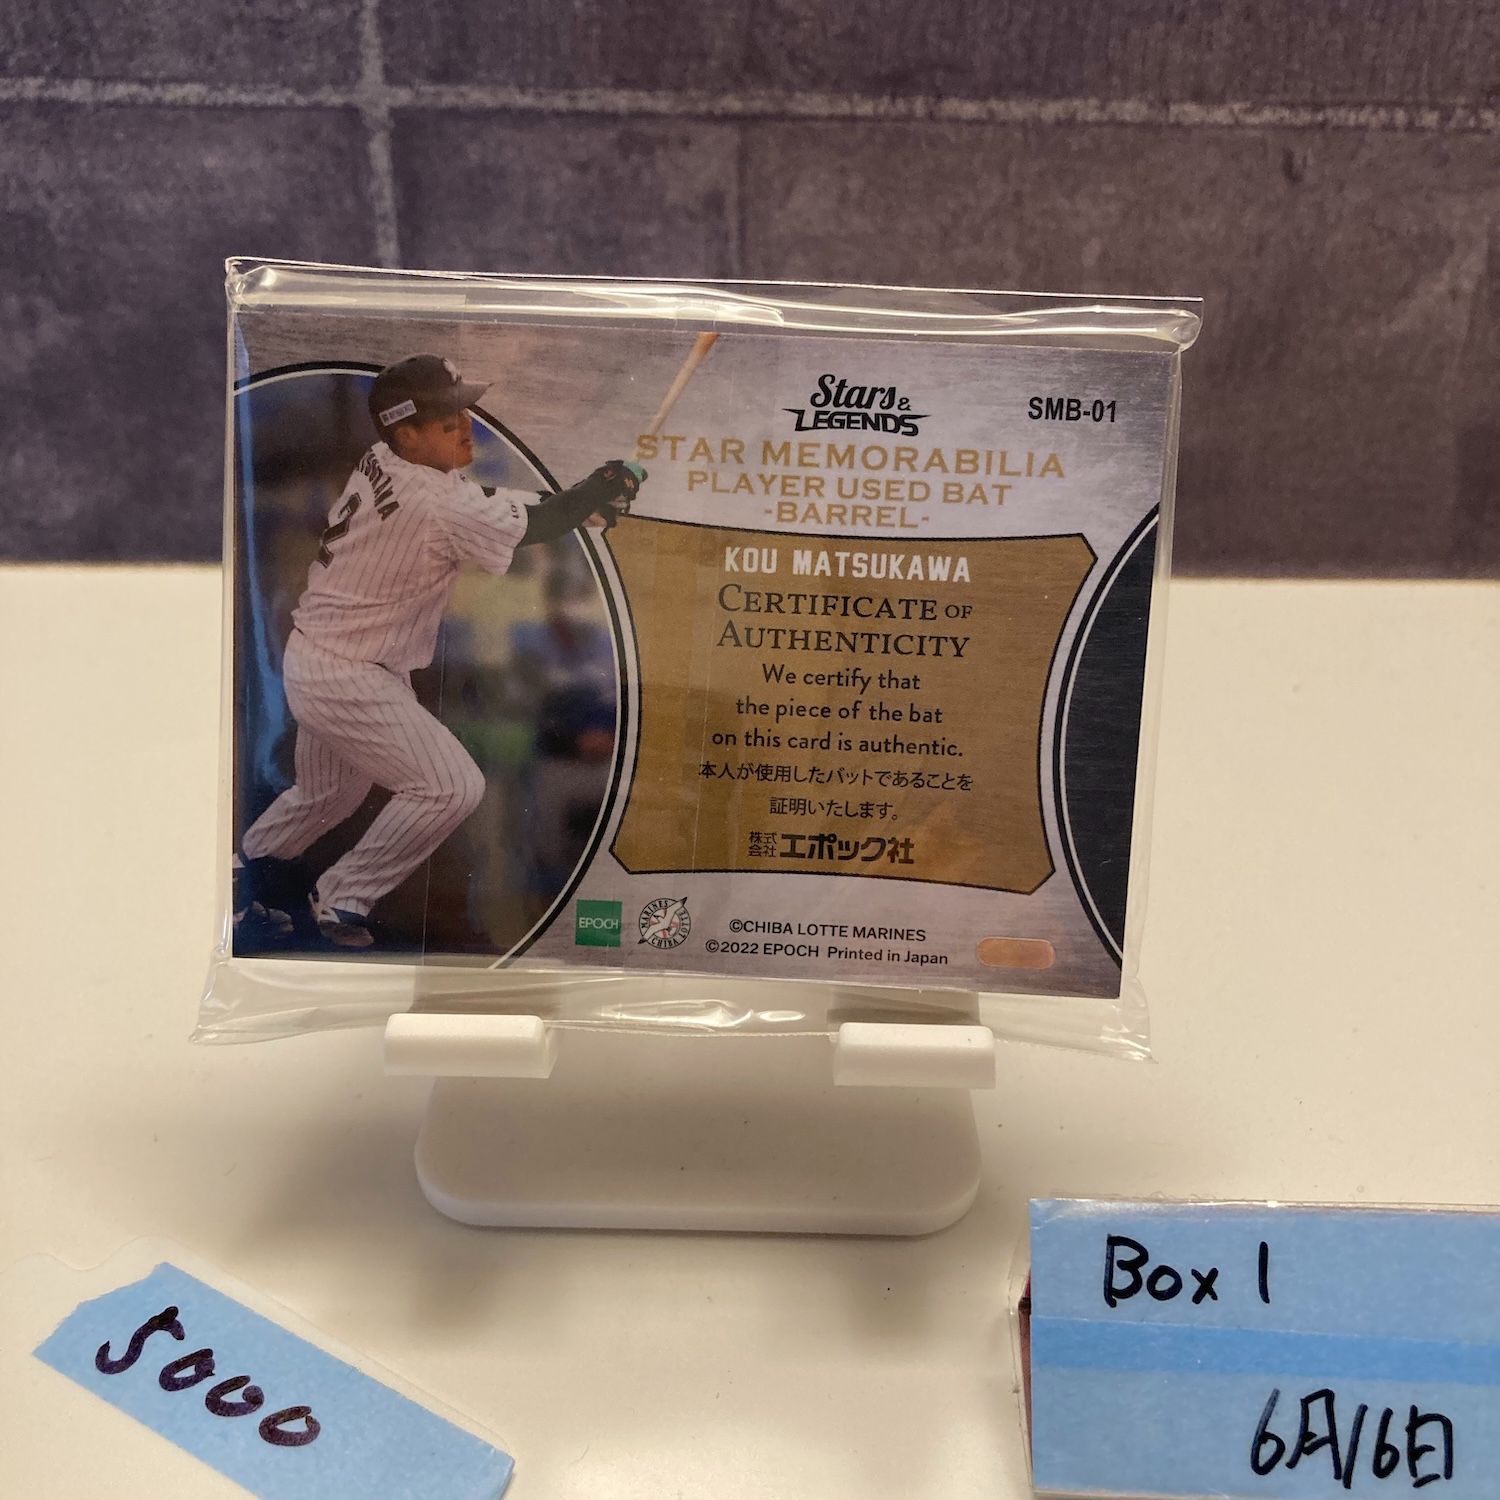 Stars &
LEGENDS
SMB-01
STAR MEMORABILIA
PLAYER USED BAT
-BARREL-
KOU MATSUKAWA
CERTIFICATE OF
AUTHENTICITY
We certify that
the piece of the bat
on this card is authentic.
本人が使用したバットであることを
証明いたします。
株式会社エポック社
2
EPOCH
MARINES
CHIBA LOTTE
©CHIBA LOTTE MARINES
©2022 EPOCH Printed in Japan
5000
Box 1
6月16日